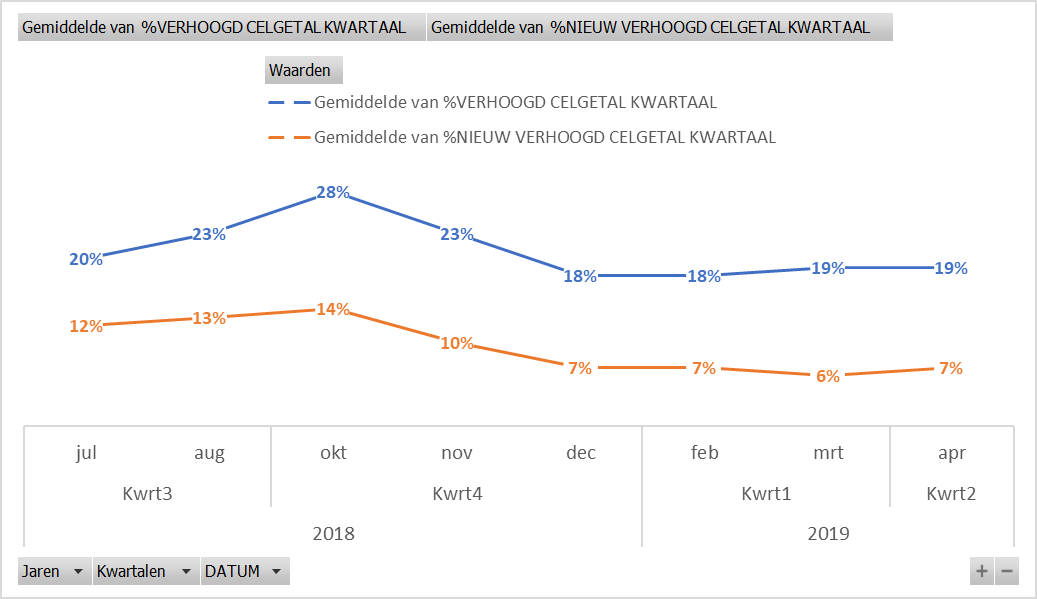 Gemiddelde van %VERHOOGD CELGETAL KWARTAAL Gemiddelde van %NIEUW VERHOOGD CELGETAL KWARTAAL
Waarden
Gemiddelde van %VERHOOGD CELGETAL KWARTAAL
Gemiddelde van %NIEUW VERHOOGD CELGETAL KWARTAAL
20% 23% 28% 23% 18% 18% 19% 19%
12% 13% 14% 10% 7% 7% 6% 7%
jul aug okt nov dec feb mrt apr
Kwrt3 Kwrt4 Kwrt1 Kwrt2
2018 2019
Jaren Kwartalen DATUM + −